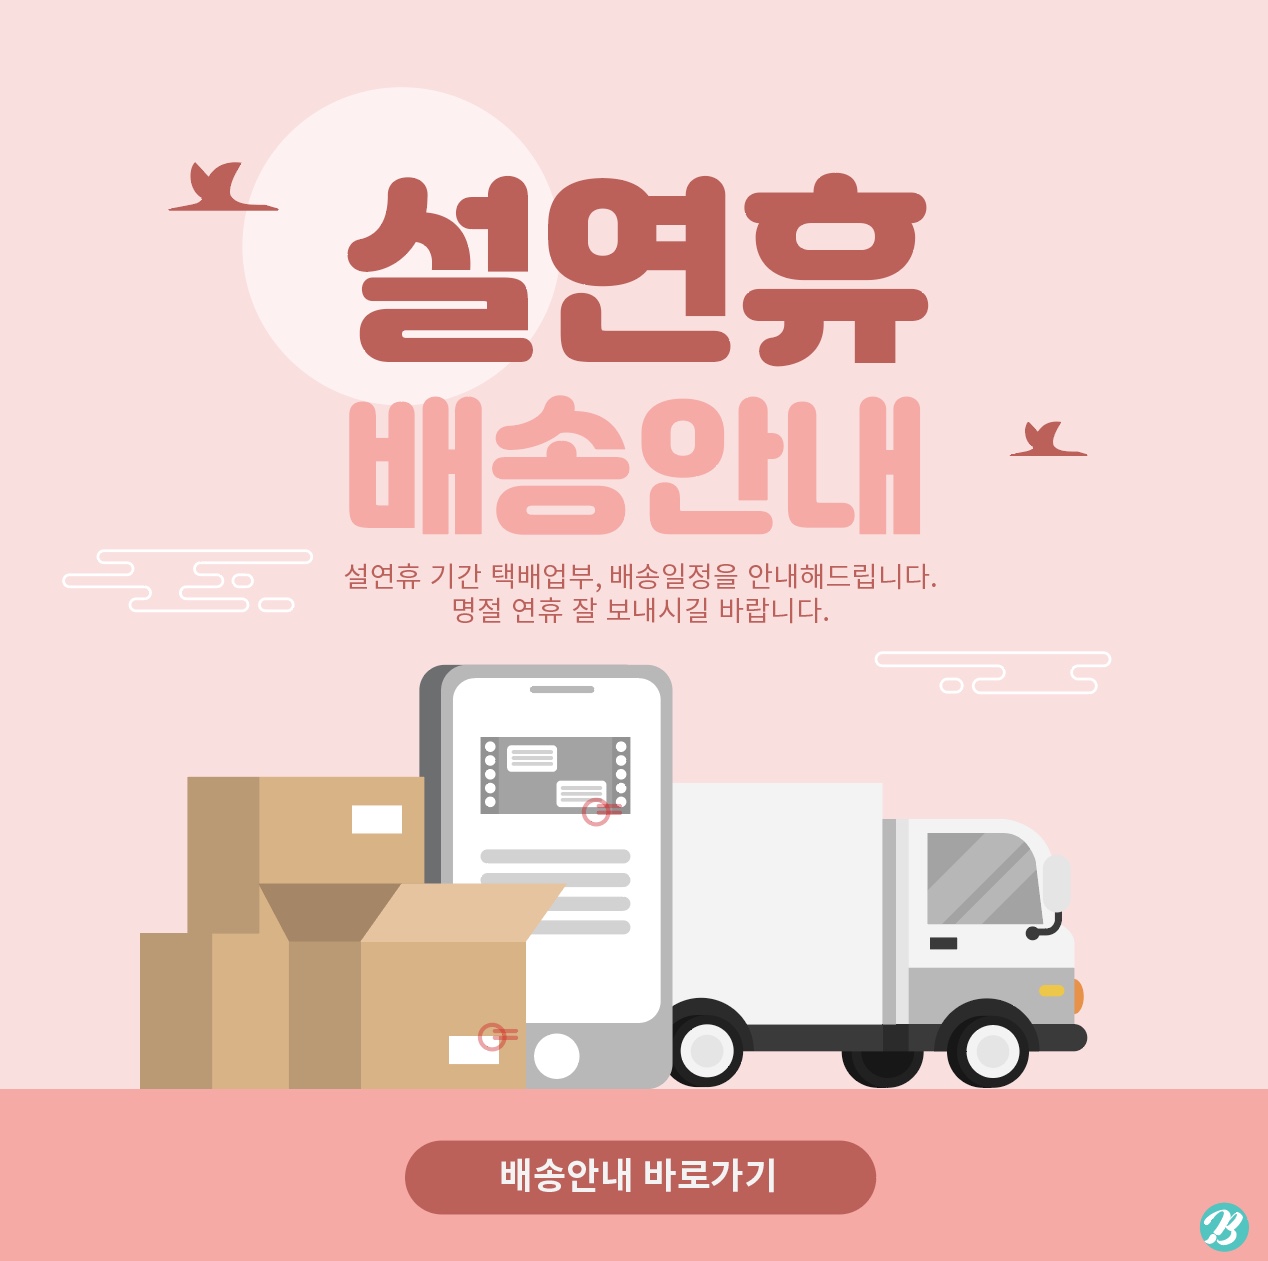 설연휴
배송안내
설연휴 기간 택배업부, 배송일정을 안내해드립니다.
명절 연휴 잘 보내시길 바랍니다.
배송안내 바로가기
B